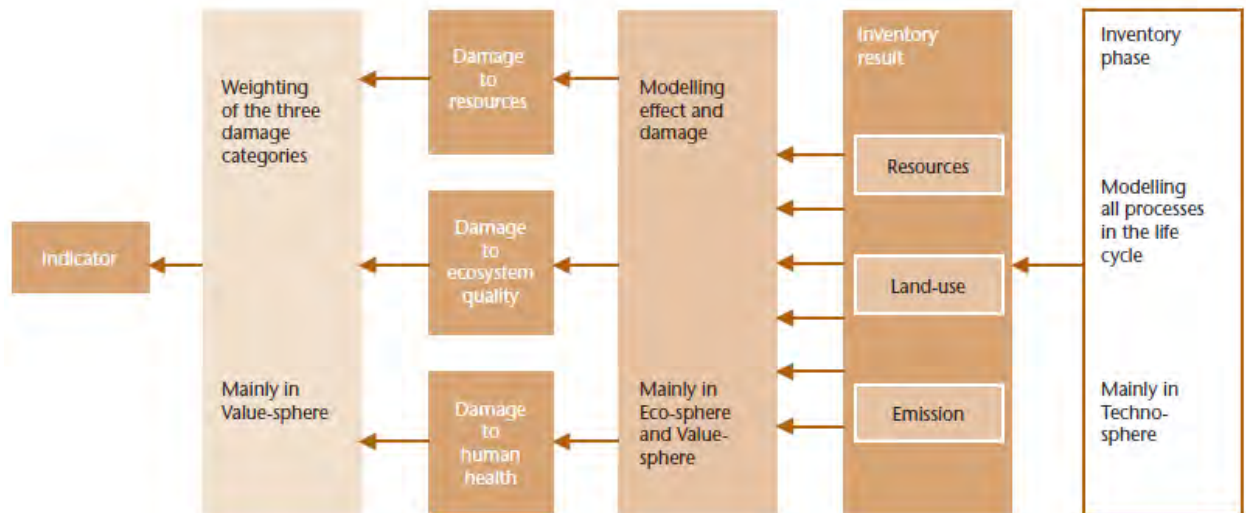 Indicator
Weighting
of the three
damage
categories
Mainly in
Value-sphere
Damage
to
resources
Damage
to
ecosystem
quality
Damage
to
human
health
Modelling
effect and
damage
Mainly in
Eco-sphere
and Value-
sphere
Inventory
result
Resources
Land-use
Emission
Inventory
phase
Modelling
all processes
in the life
cycle
Mainly in
Techno-
sphere